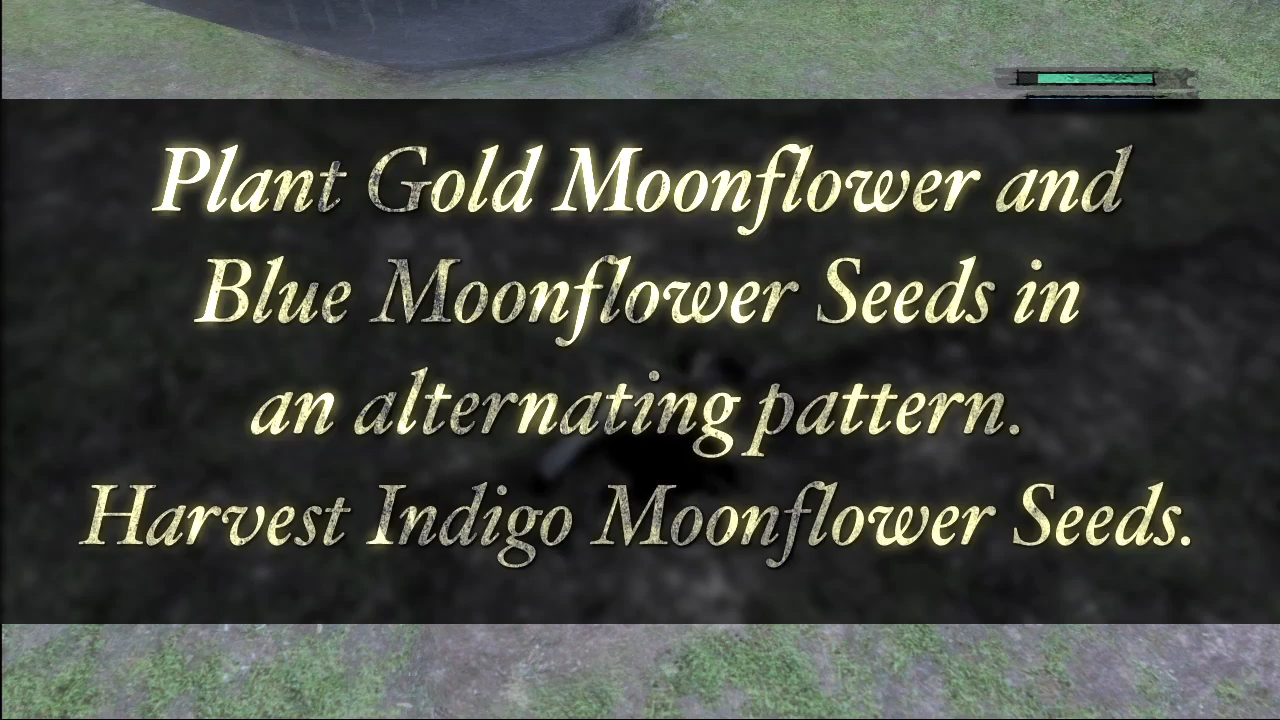 Plant Gold Moonflower and
Blue Moonflower Seeds in
an alternating pattern.
Harvest Indigo Moonflower Seeds.